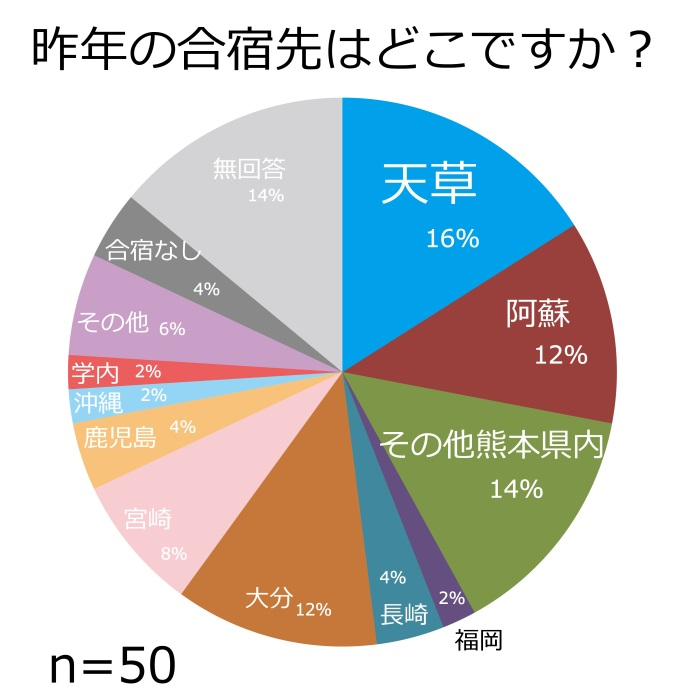 昨年の合宿先はどこですか？
天草
16%
阿蘇
12%
その他熊本県内
14%
福岡
2%
長崎
4%
大分
12%
宮崎
8%
鹿児島
4%
沖縄
2%
学内
2%
その他
6%
合宿なし
4%
無回答
14%
n=50